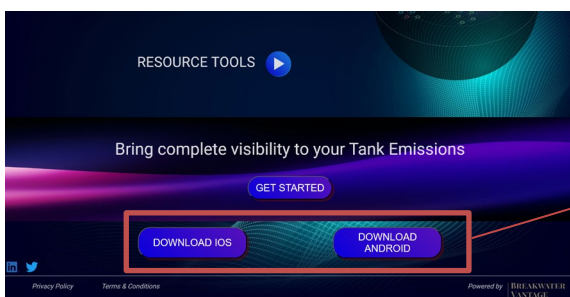 RESOURCE TOOLS
Bring complete visibility to your Tank Emissions
GET STARTED
DOWNLOAD IOS
DOWNLOAD
ANDROID
in
Privacy Policy
Terms & Conditions
Powered by
BREAKWATER
VANTAGE